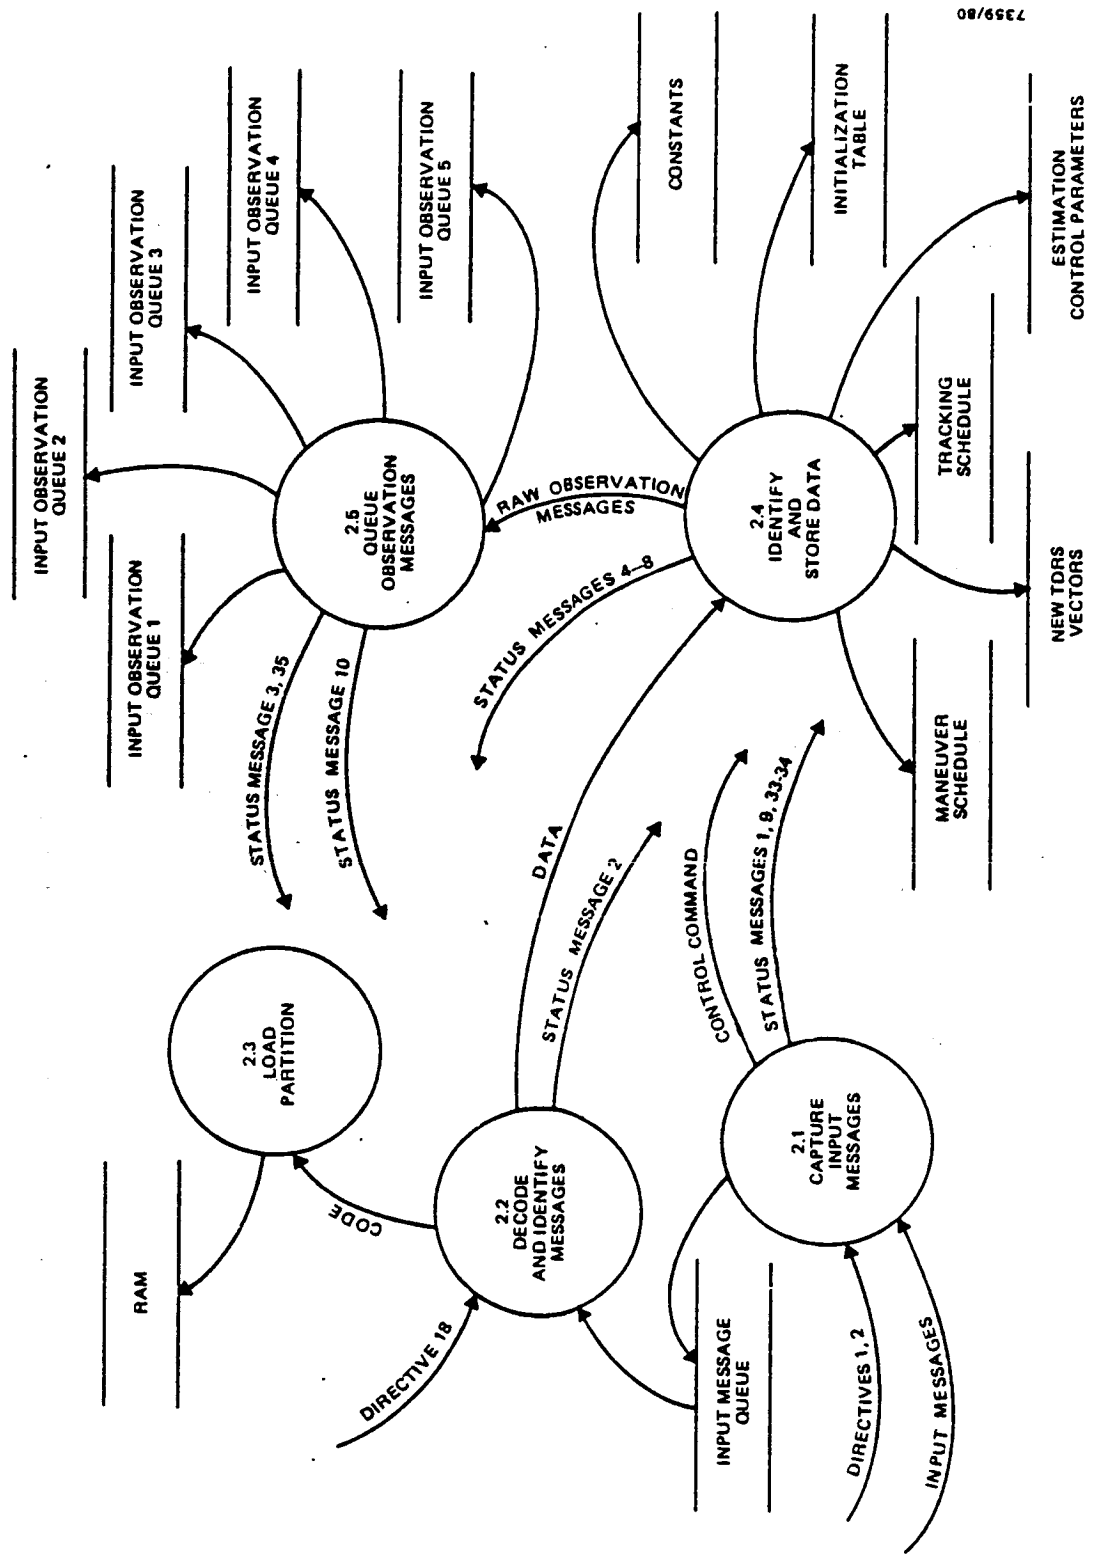 INPUT OBSERVATION
QUEUE 2
INPUT OBSERVATION
QUEUE 1
INPUT OBSERVATION
QUEUE 3
INPUT OBSERVATION
QUEUE 4
INPUT OBSERVATION
QUEUE 5
RAM
2.3
LOAD
PARTITION
STATUS MESSAGE 3, 35
STATUS MESSAGE 10
2.5
QUEUE
OBSERVATION
MESSAGES
CODE
DIRECTIVE 18
2.2
DECODE
AND IDENTIFY
MESSAGES
DATA
STATUS MESSAGE 2
STATUS MESSAGES 4-8
RAW OBSERVATION
MESSAGES
CONSTANTS
INITIALIZATION
TABLE
INPUT MESSAGE
QUEUE
2.1
CAPTURE
INPUT
MESSAGES
CONTROL COMMAND
STATUS MESSAGES 1, 9, 33-34
2.4
IDENTIFY
AND
STORE DATA
DIRECTIVES 1, 2
INPUT MESSAGES
MANEUVER
SCHEDULE
TRACKING
SCHEDULE
NEW TDRS
VECTORS
ESTIMATION
CONTROL PARAMETERS
7359/80